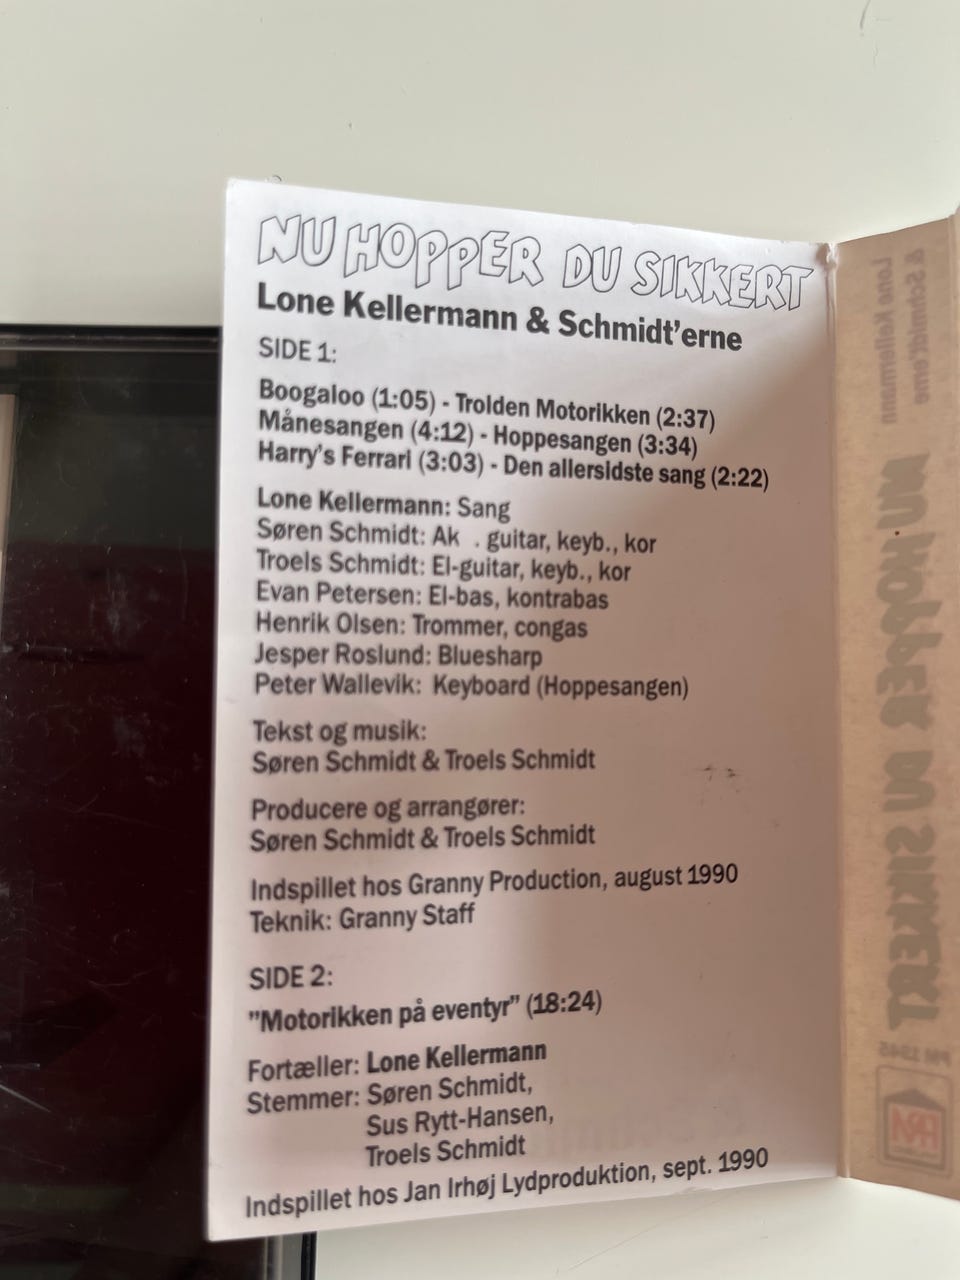 NU HOPPER DU SIKKERT
Lone Kellermann & Schmidt'erne
SIDE 1:
Boogaloo (1:05) - Trolden Motorikken (2:37)
Månesangen (4:12) - Hoppesangen (3:34)
Harry's Ferrari (3:03) - Den allersidste sang (2:22)
Lone Kellermann: Sang
Søren Schmidt: Ak . guitar, keyb., kor
Troels Schmidt: El-guitar, keyb., kor
Evan Petersen: El-bas, kontrabas
Henrik Olsen: Trommer, congas
Jesper Roslund: Bluesharp
Peter Wallevik: Keyboard (Hoppesangen)
Tekst og musik:
Søren Schmidt & Troels Schmidt
Producere og arrangører:
Søren Schmidt & Troels Schmidt
Indspillet hos Granny Production, august 1990
Teknik: Granny Staff
SIDE 2:
"Motorikken på eventyr" (18:24)
Fortæller: Lone Kellermann
Stemmer: Søren Schmidt,
Sus Rytt-Hansen,
Troels Schmidt
Indspillet hos Jan Irhøj Lydproduktion, sept. 1990
Lone Kellermann
& Schmidt'erne
NU HOPPER DU SIKKERT
PM 1945